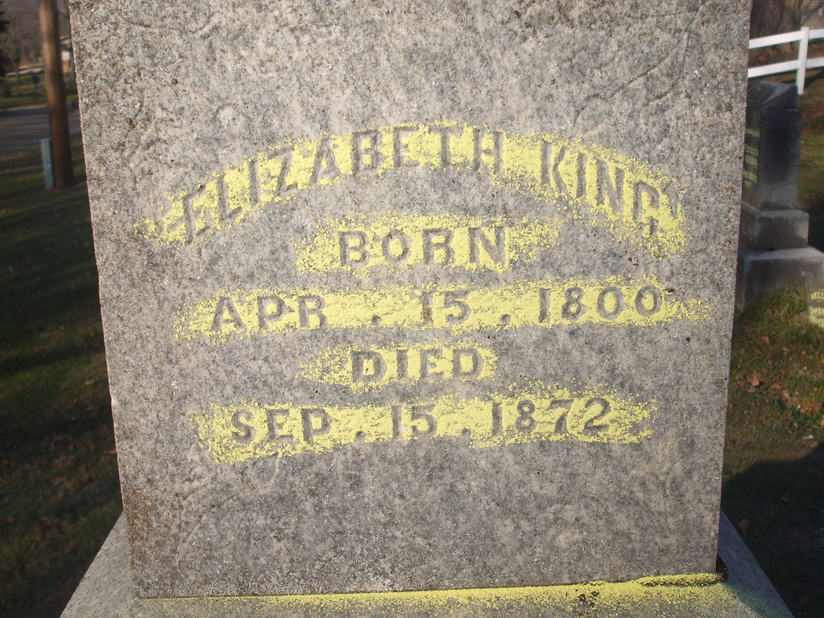 ELIZABETH KING
BORN
APR. 15. 1800
DIED
SEP. 15. 1872